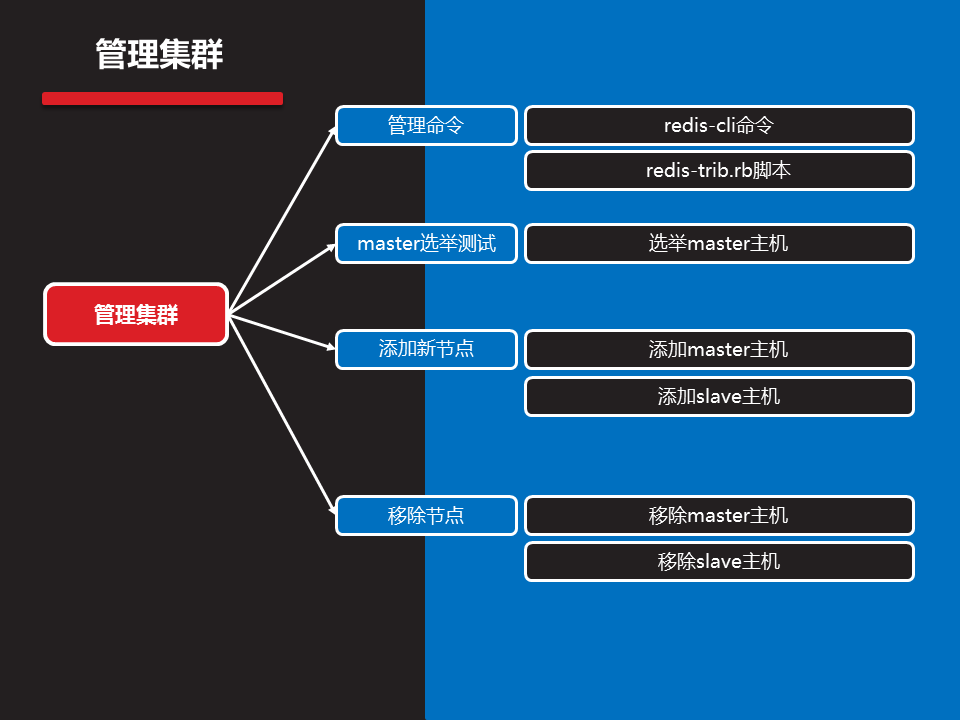 管理集群
管理命令
redis-cli命令
redis-trib.rb脚本
master选举测试
选举master主机
管理集群
添加新节点
添加master主机
添加slave主机
移除节点
移除master主机
移除slave主机